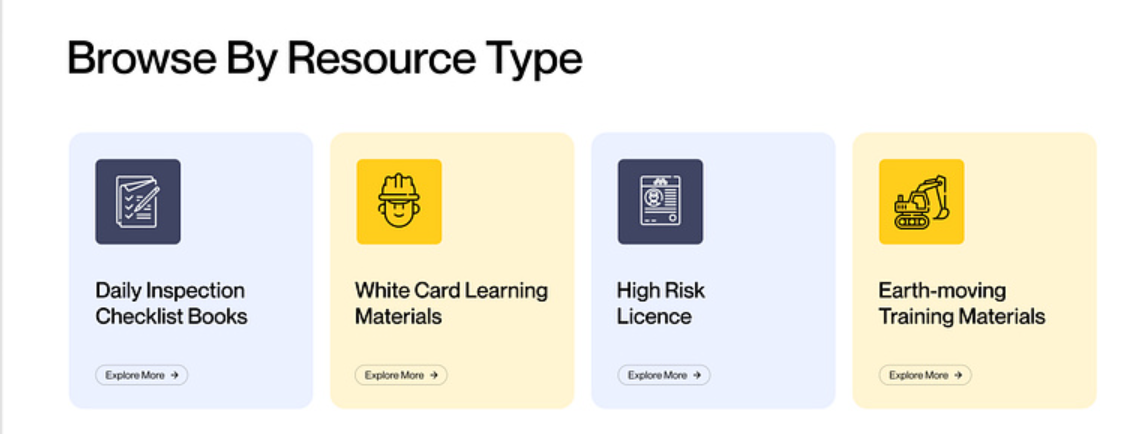 Browse By Resource Type
Daily Inspection
Checklist Books
Explore More →
White Card Learning
Materials
Explore More →
High Risk
Licence
Explore More →
Earth-moving
Training Materials
Explore More →